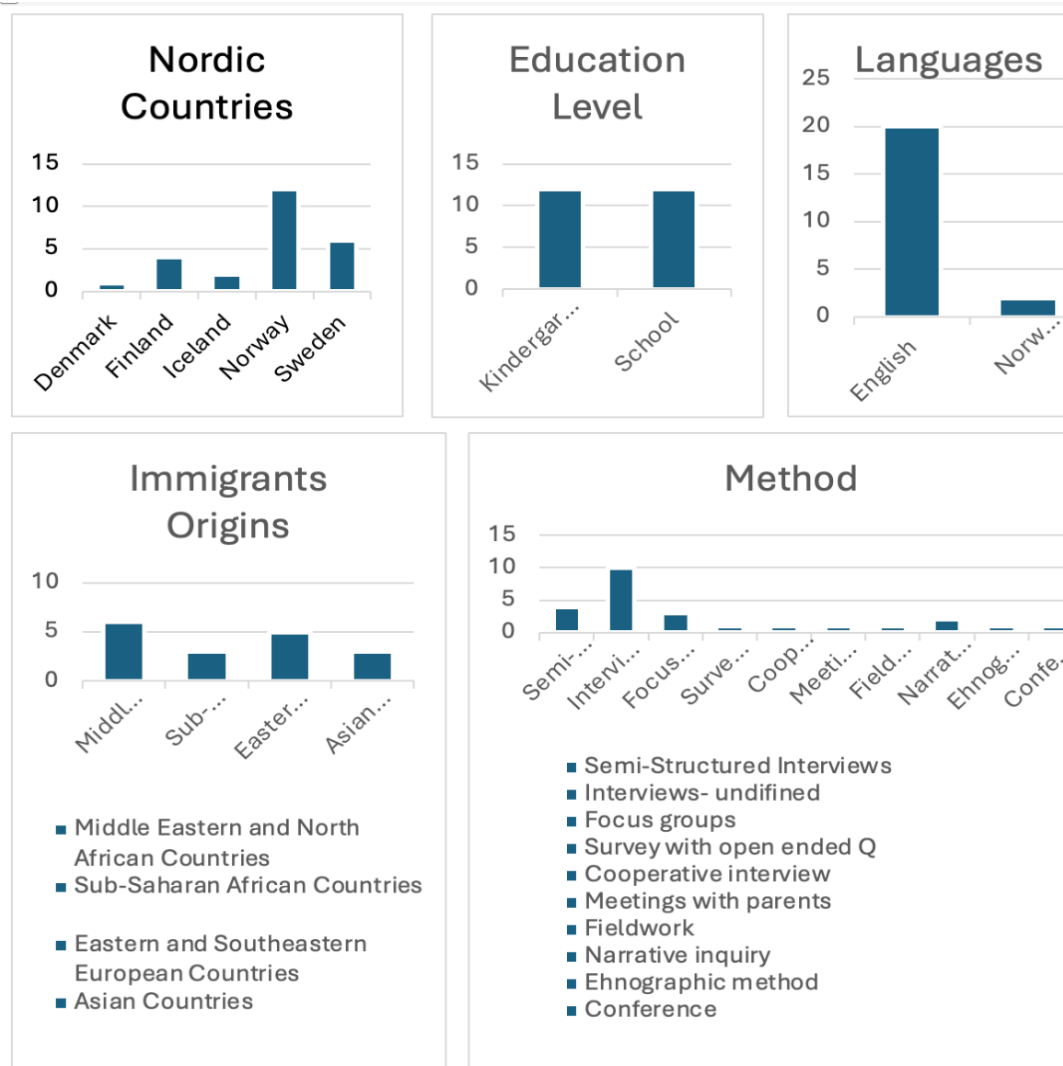 Nordic
Countries
15
10
5
0
Denmark
Finland
Iceland
Norway
Sweden
Education
Level
15
10
5
0
Kindergar...
School
Languages
25
20
15
10
5
0
English
Norw...
Immigrants
Origins
10
5
0
Middl...
Sub-...
Easter...
Asian...
Middle Eastern and North
African Countries
Sub-Saharan African Countries
Eastern and Southeastern
European Countries
Asian Countries
Method
15
10
5
0
Semi-...
Intervi...
Focus...
Surve...
Coop...
Meeti...
Field...
Narrat...
Ehnog...
Confe...
Semi-Structured Interviews
Interviews- undifined
Focus groups
Survey with open ended Q
Cooperative interview
Meetings with parents
Fieldwork
Narrative inquiry
Ehnographic method
Conference